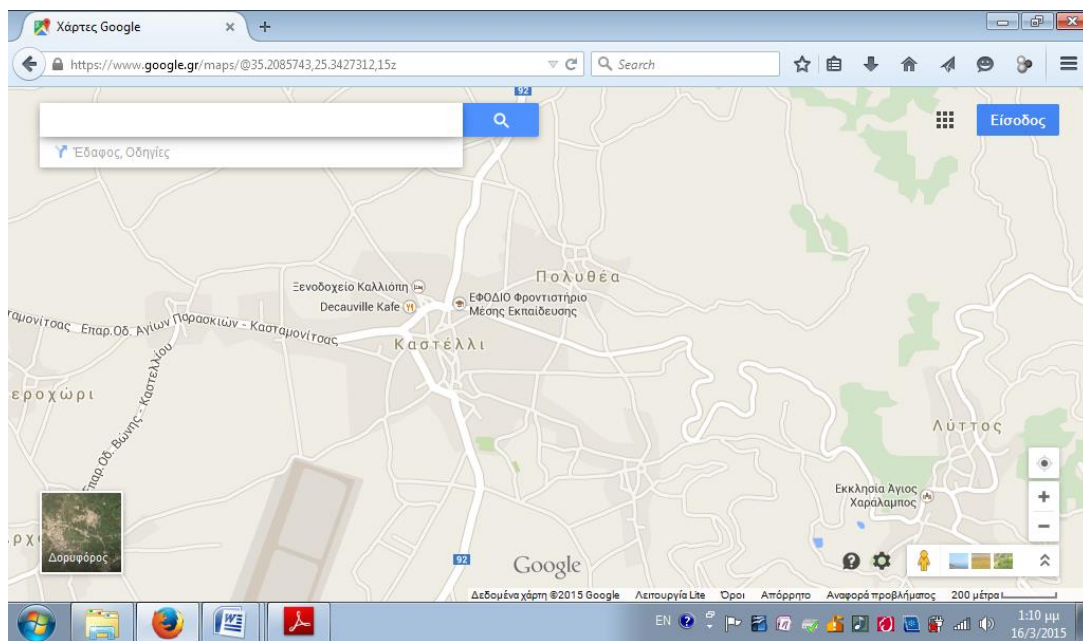 Χάρτες Google
https://www.google.gr/maps/@35.2085743,25.3427312,15z
Search
92
Είσοδος
Έδαφος, Οδηγίες
Πολυθέα
Ξενοδοχείο Καλλιόπη
Decauville Kafe
ΕΦΟΔΙΟ Φροντιστήριο
Μέσης Εκπαίδευσης
Επαρ.Οδ. Αγίων Παρασκιών - Κασταμονίτσας
Καστέλλι
Επαρ.Οδ. Βώνης - Καστελλίου
Λύττος
Εκκλησία Άγιος
Χαράλαμπος
Δορυφόρος
92
Google
Δεδομένα χάρτη ©2015 Google
Λειτουργία Lite
Όροι
Απόρρητο
Αναφορά προβλήματος
200 μέτρα
EN
1:10 μμ
16/3/2015